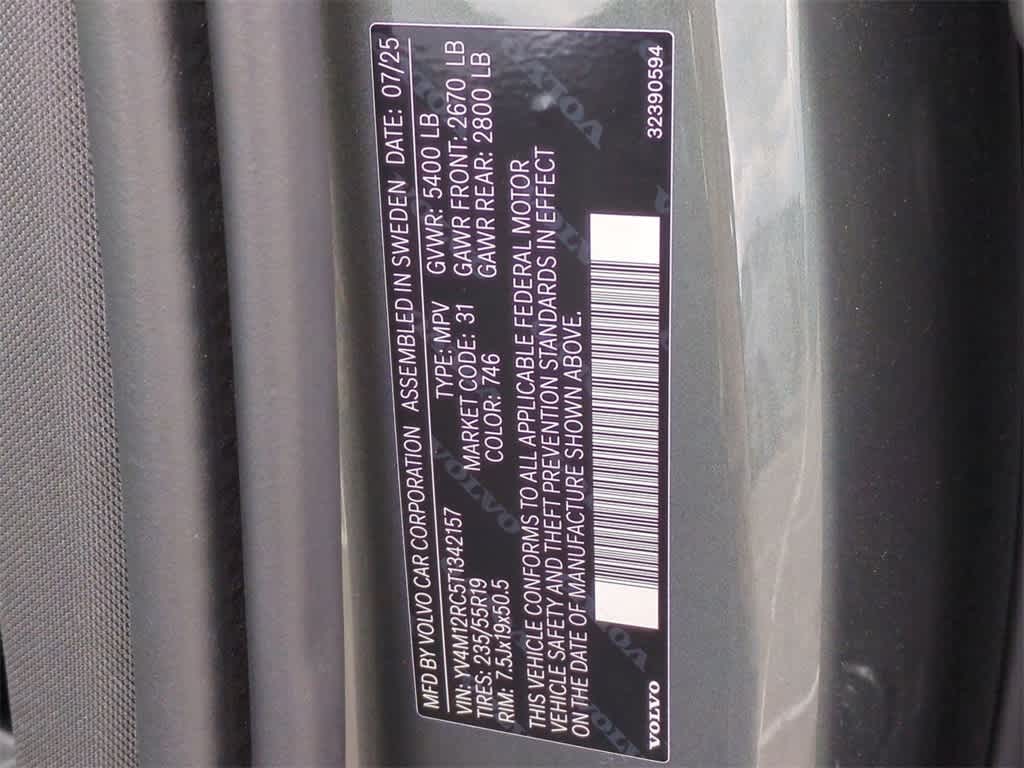 MFD BY VOLVO CAR CORPORATION ASSEMBLED IN SWEDEN DATE: 07/25
VIN: YV4M12RC5T1342157 TYPE: MPV GVWR: 5400 LB
TIRES: 235/55R19 MARKET CODE: 31 GAWR FRONT: 2670 LB
RIM: 7.5Jx19x50.5 COLOR: 746 GAWR REAR: 2800 LB
THIS VEHICLE CONFORMS TO ALL APPLICABLE FEDERAL MOTOR
VEHICLE SAFETY AND THEFT PREVENTION STANDARDS IN EFFECT
ON THE DATE OF MANUFACTURE SHOWN ABOVE.
VOLVO 32390594